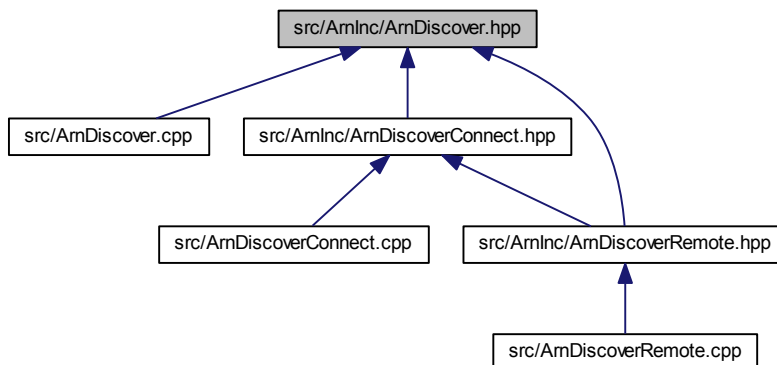 src/ArnInc/ArnDiscover.hpp
src/ArnDiscover.cpp
src/ArnInc/ArnDiscoverConnect.hpp
src/ArnDiscoverConnect.cpp
src/ArnInc/ArnDiscoverRemote.hpp
src/ArnDiscoverRemote.cpp